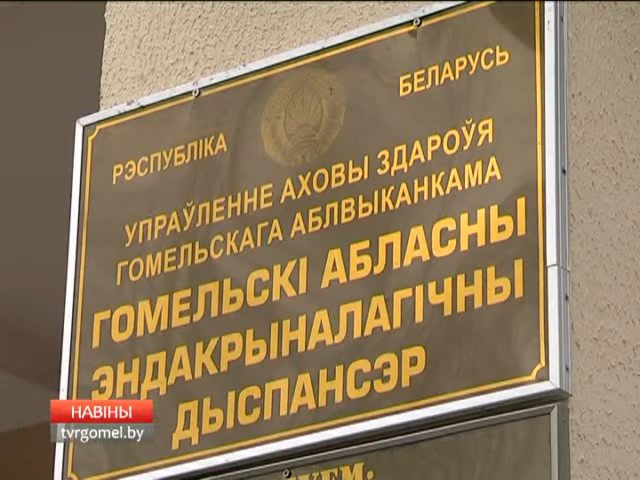 РЭСПУБЛІКА
БЕЛАРУСЬ
УПРАЎЛЕННЕ АХОВЫ ЗДАРОЎЯ
ГОМЕЛЬСКАГА АБЛВЫКАНКАМА
ГОМЕЛЬСКІ АБЛАСНЫ
ЭНДАКРЫНАЛАГІЧНЫ
ДЫСПАНСЭР
НАВІНЫ
tvrgomel.by